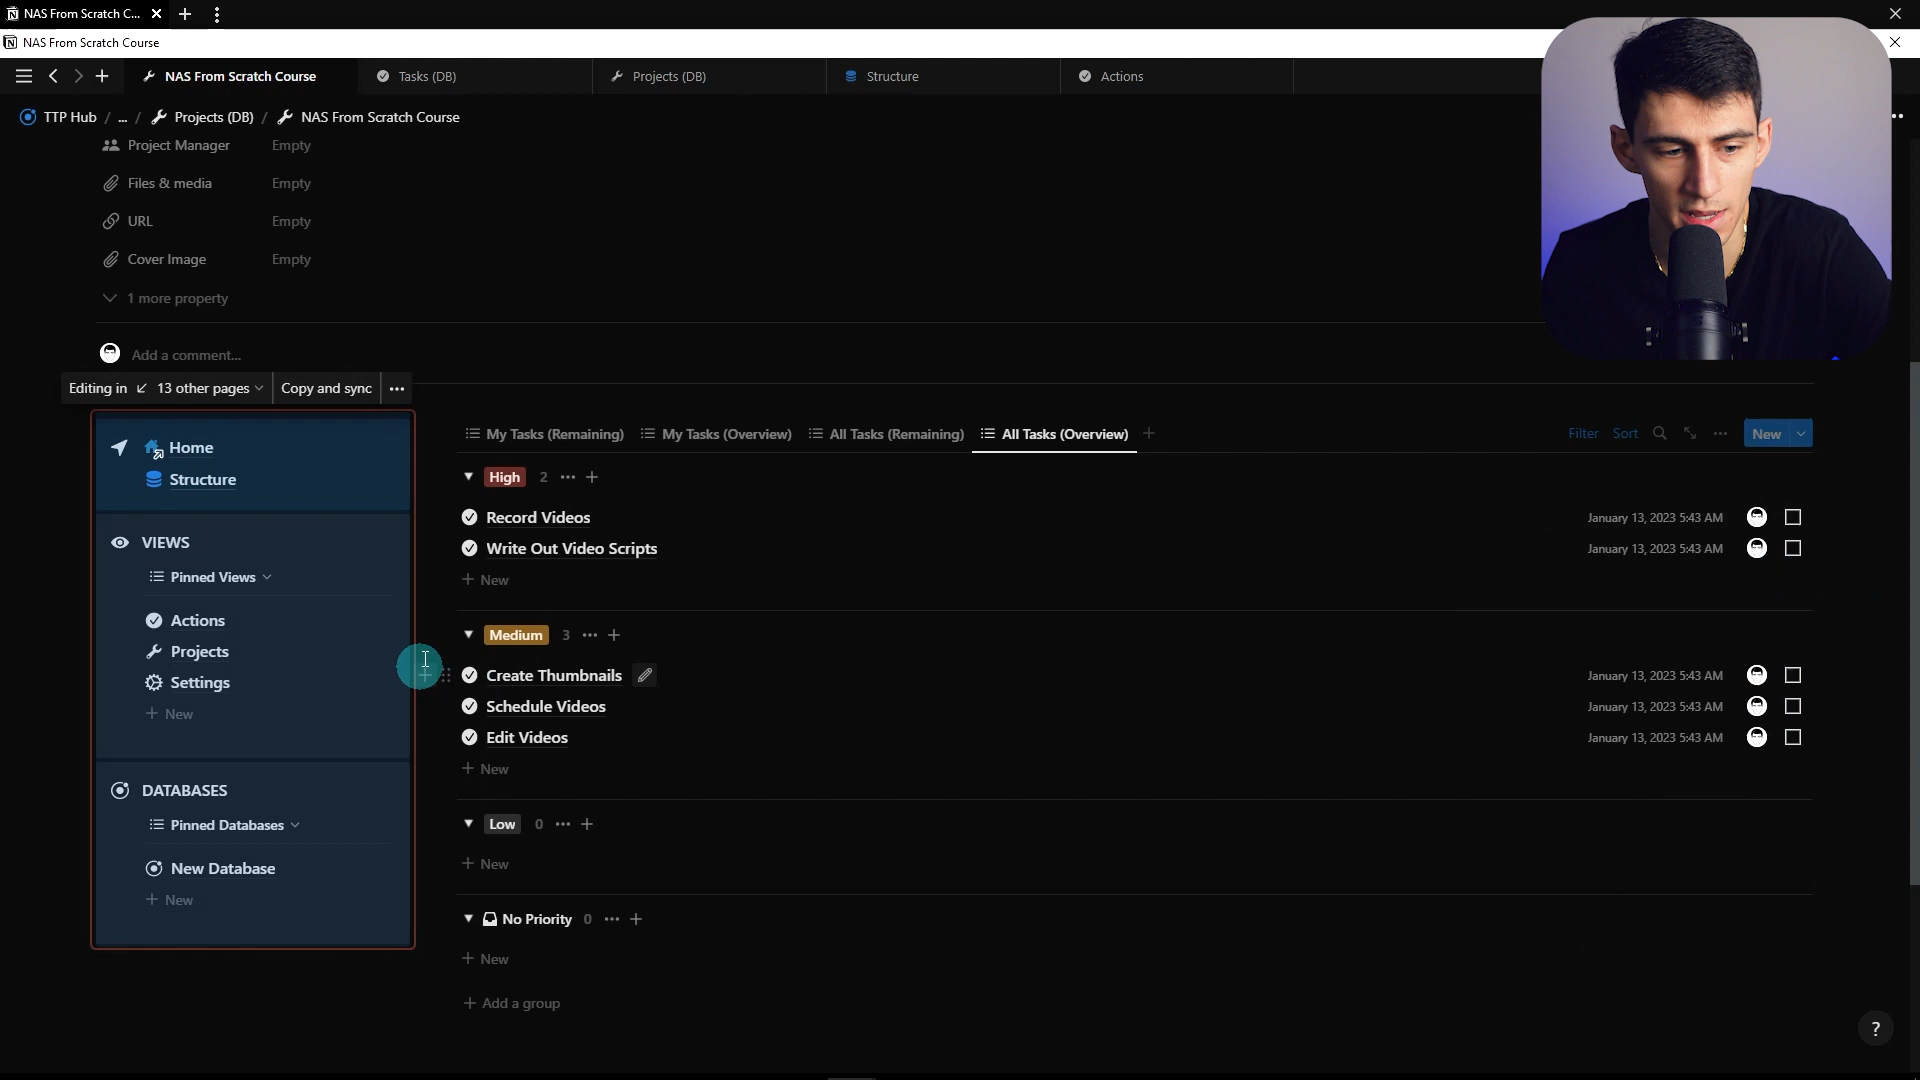 NAS From Scratch C...
NAS From Scratch Course
NAS From Scratch Course
Tasks (DB)
Projects (DB)
Structure
Actions
TTP Hub / ... / Projects (DB) / NAS From Scratch Course
Project Manager Empty
Files & media Empty
URL Empty
Cover Image Empty
1 more property
Add a comment...
Editing in 13 other pages Copy and sync
Home
Structure
VIEWS
Pinned Views
Actions
Projects
Settings
New
DATABASES
Pinned Databases
New Database
New
My Tasks (Remaining) My Tasks (Overview) All Tasks (Remaining) All Tasks (Overview)
Filter Sort New
High 2
Record Videos January 13, 2023 5:43 AM
Write Out Video Scripts January 13, 2023 5:43 AM
New
Medium 3
Create Thumbnails January 13, 2023 5:43 AM
Schedule Videos January 13, 2023 5:43 AM
Edit Videos January 13, 2023 5:43 AM
New
Low 0
New
No Priority 0
New
Add a group
?